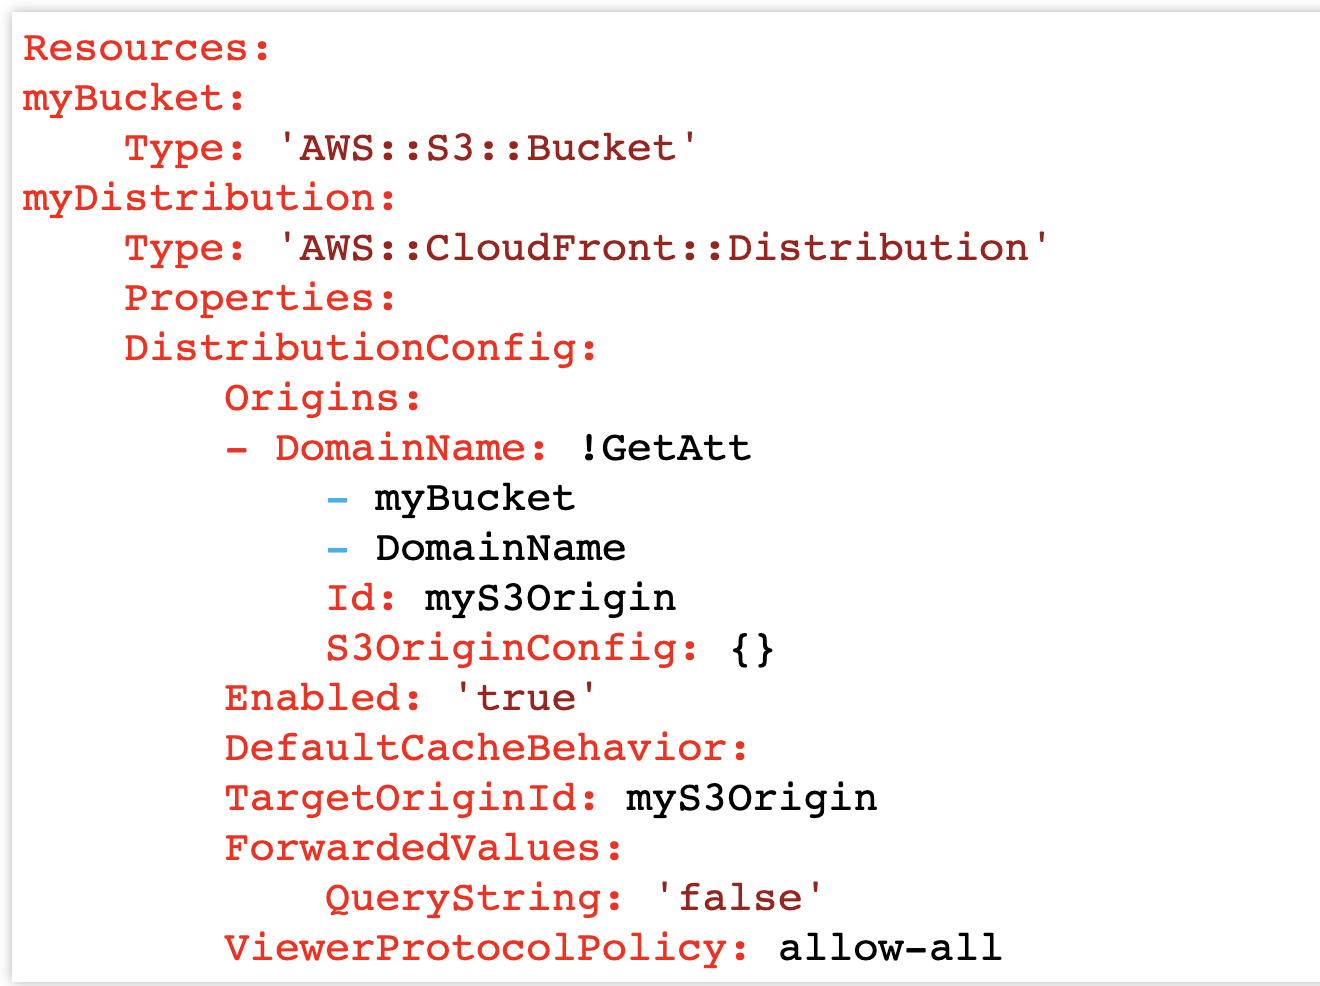 Resources:
myBucket:
    Type: 'AWS::S3::Bucket'
myDistribution:
    Type: 'AWS::CloudFront::Distribution'
    Properties:
    DistributionConfig:
        Origins:
        - DomainName: !GetAtt
            - myBucket
            - DomainName
            Id: myS3Origin
            S3OriginConfig: {}
        Enabled: 'true'
        DefaultCacheBehavior:
        TargetOriginId: myS3Origin
        ForwardedValues:
            QueryString: 'false'
        ViewerProtocolPolicy: allow-all